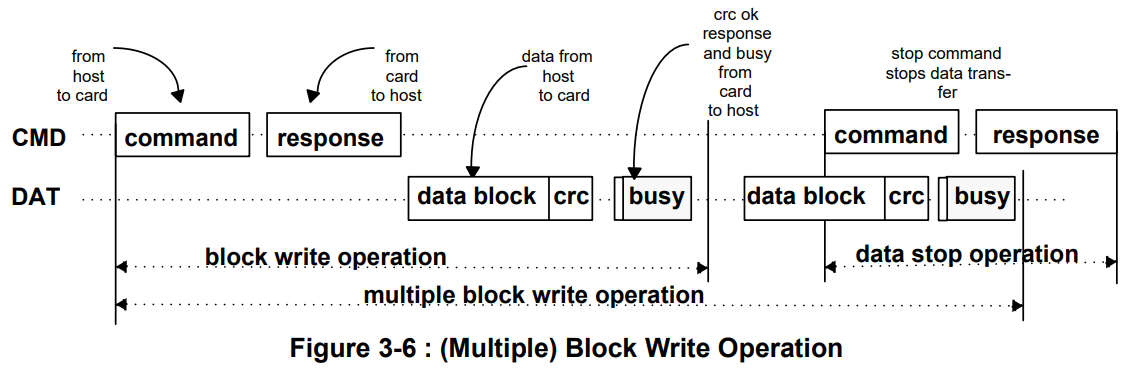 from
host
to card
from
card
to host
data from
host
to card
crc ok
response
and busy
from
card
to host
stop command
stops data trans-
fer
CMD
command
response
command
response
DAT
data block
crc
busy
data block
crc
busy
block write operation
data stop operation
multiple block write operation
Figure 3-6 : (Multiple) Block Write Operation